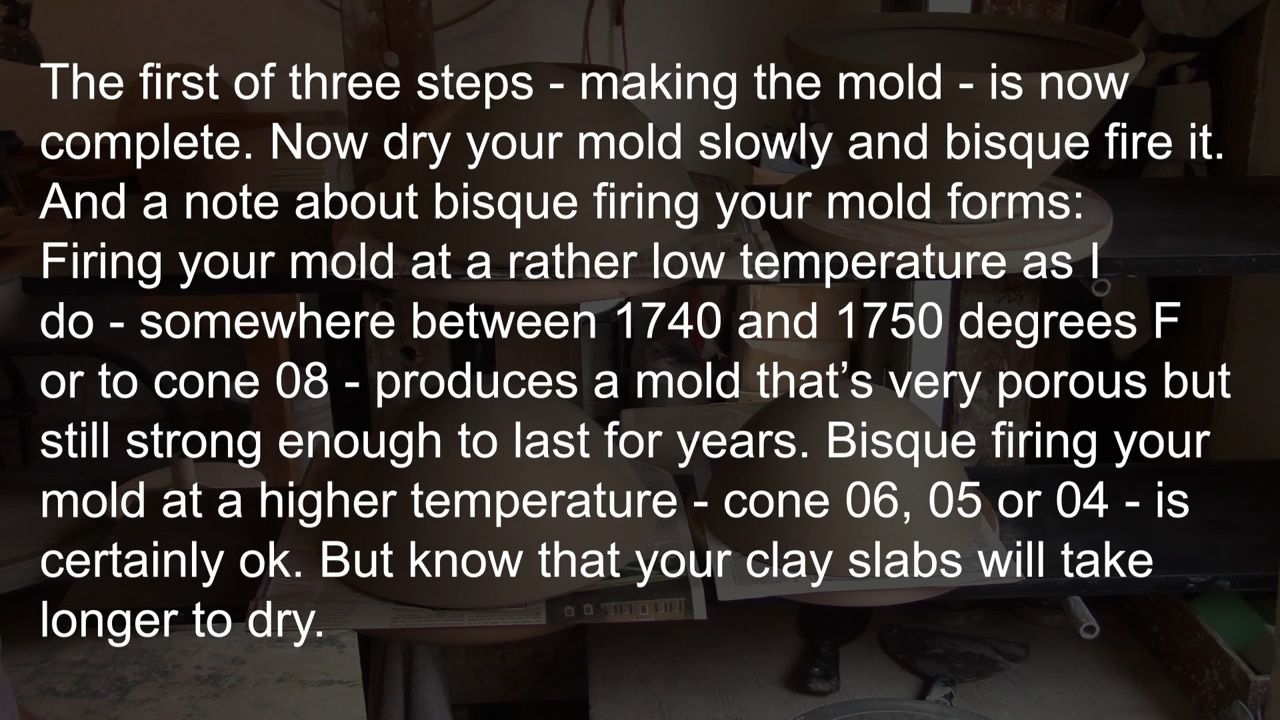 The first of three steps - making the mold - is now
complete. Now dry your mold slowly and bisque fire it.
And a note about bisque firing your mold forms:
Firing your mold at a rather low temperature as I
do - somewhere between 1740 and 1750 degrees F
or to cone 08 - produces a mold that’s very porous but
still strong enough to last for years. Bisque firing your
mold at a higher temperature - cone 06, 05 or 04 - is
certainly ok. But know that your clay slabs will take
longer to dry.